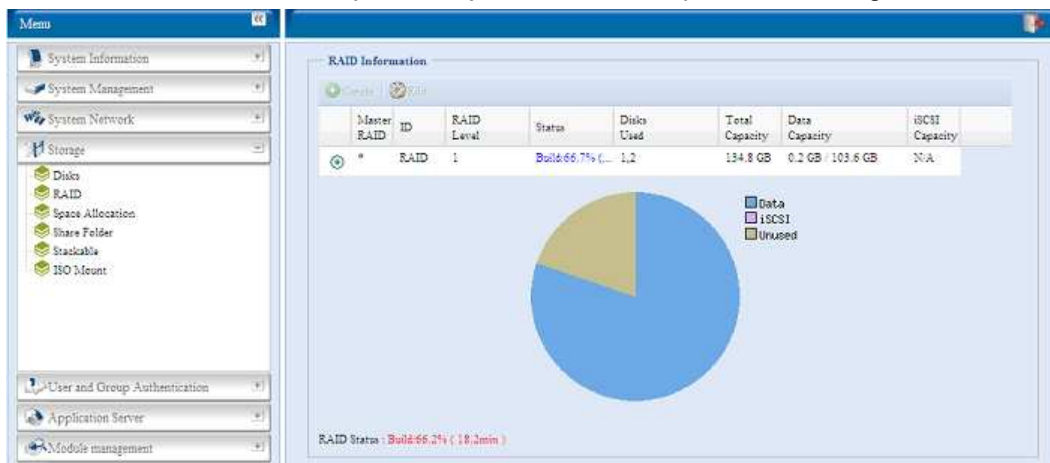 Menu
System Information
System Management
System Network
Storage
Disks
RAID
Space Allocation
Share Folder
Stackable
ISO Mount
User and Group Authentication
Application Server
Module management
RAID Information
Create | Edit
Master RAID ID RAID Level Status Disks Used Total Capacity Data Capacity iSCSI Capacity
* RAID 1 Build:66.7% (... 1,2 134.8 GB 0.2 GB / 103.6 GB N/A
Data
iSCSI
Unused
RAID Status : Build:66.2% ( 18.2min )